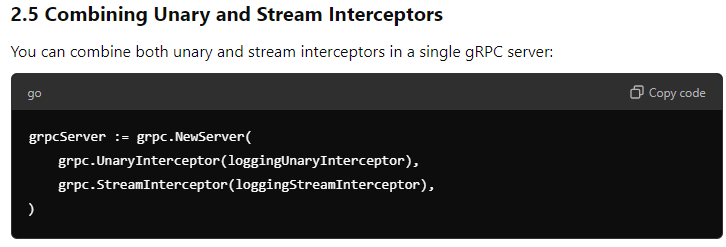 2.5 Combining Unary and Stream Interceptors
You can combine both unary and stream interceptors in a single gRPC server:
go
Copy code
grpcServer := grpc.NewServer(
    grpc.UnaryInterceptor(loggingUnaryInterceptor),
    grpc.StreamInterceptor(loggingStreamInterceptor),
)